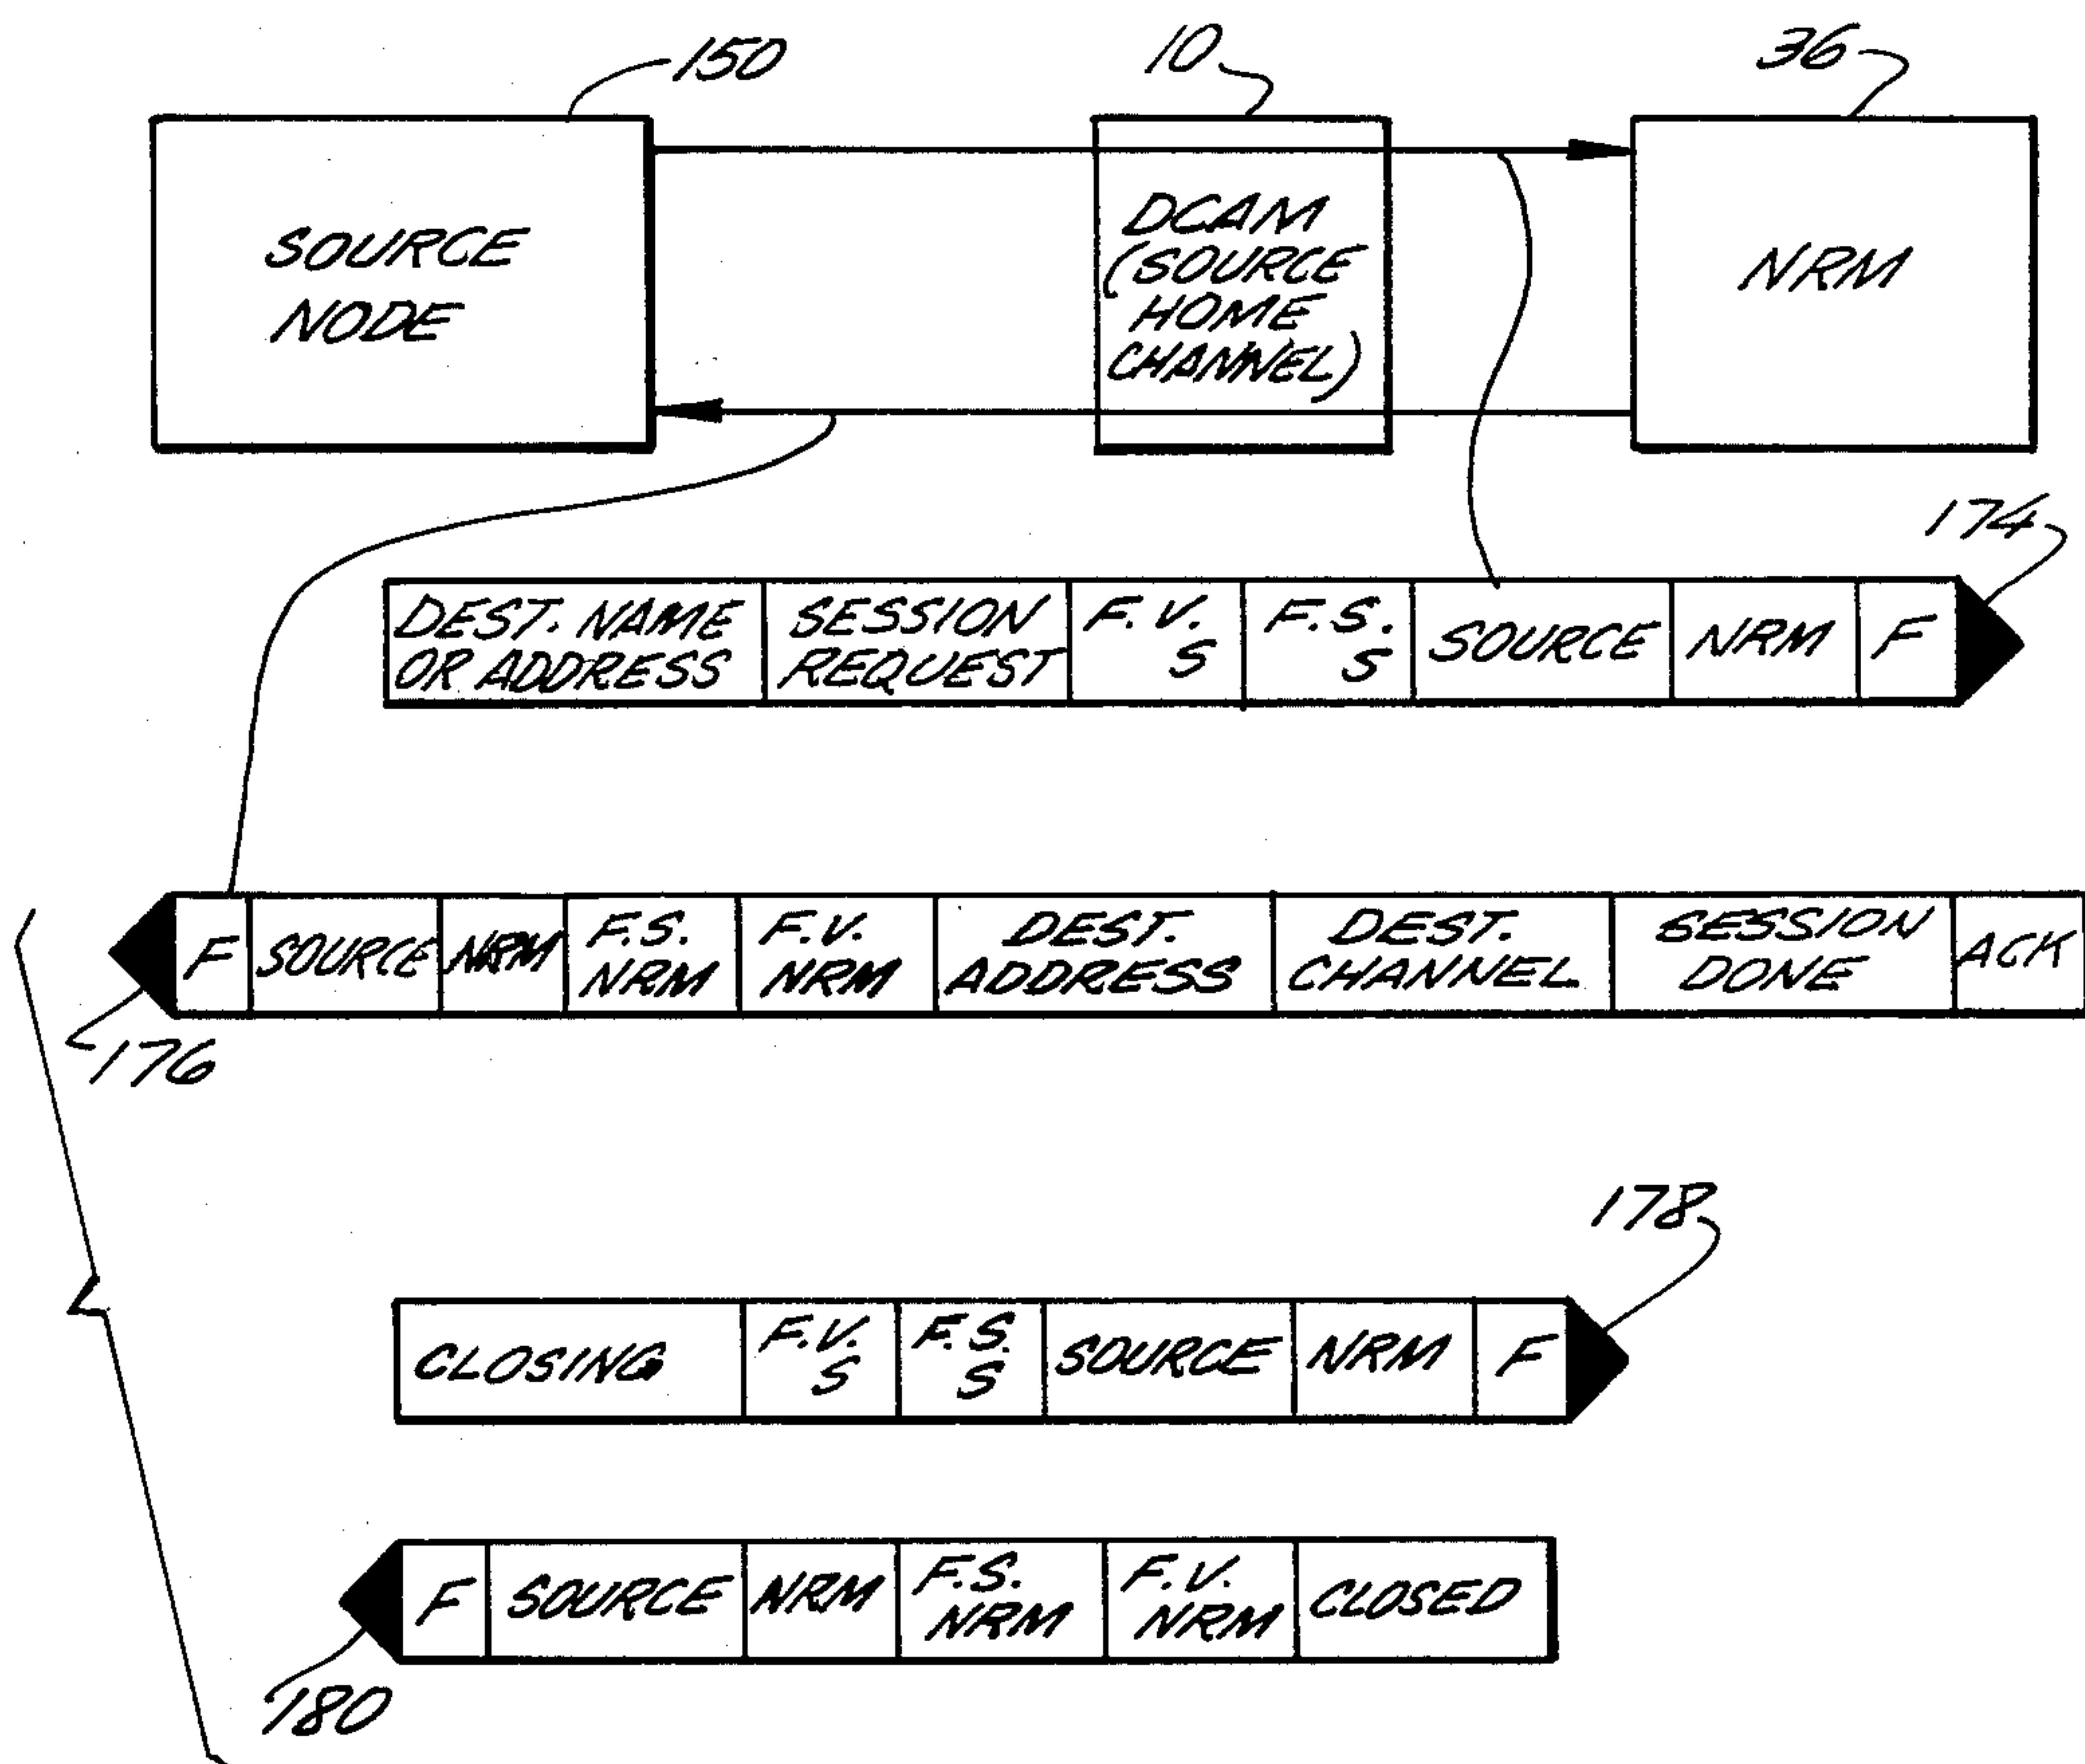 150
10
36
SOURCE
NODE
DCAM
(SOURCE
HOME
CHANNEL)
NRM
174
DEST. NAME
OR ADDRESS
SESSION
REQUEST
F.V.
S
F.S.
S
SOURCE
NRM
F
F
SOURCE
NRM
F.S.
NRM
F.V.
NRM
DEST.
ADDRESS
DEST.
CHANNEL
SESSION
DONE
ACK
176
178
CLOSING
F.V.
S
F.S.
S
SOURCE
NRM
F
F
SOURCE
NRM
F.S.
NRM
F.V.
NRM
CLOSED
180